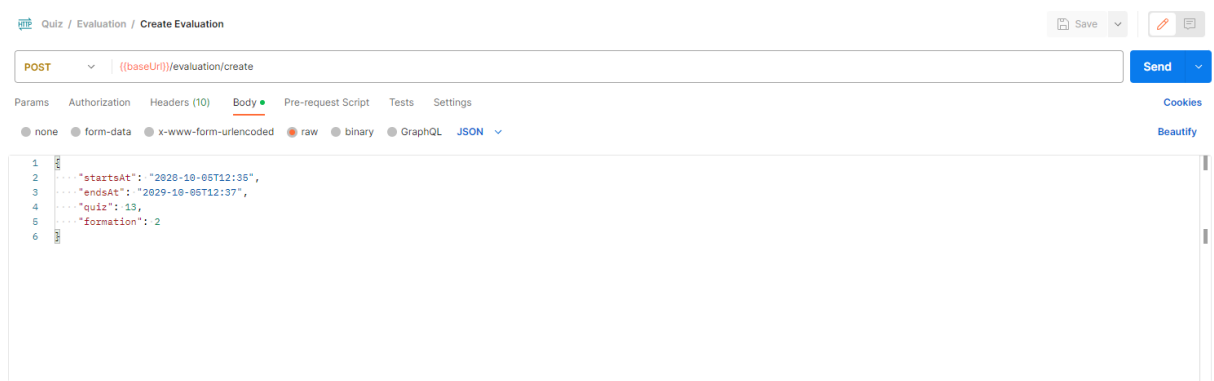 HTTP Quiz / Evaluation / Create Evaluation Save
POST {{baseUrl}}/evaluation/create Send
Params Authorization Headers (10) Body Pre-request Script Tests Settings Cookies
none form-data x-www-form-urlencoded raw binary GraphQL JSON Beautify
1 {
2 "startsAt": "2028-10-05T12:35",
3 "endsAt": "2029-10-05T12:37",
4 "quiz": 13,
5 "formation": 2
6 }